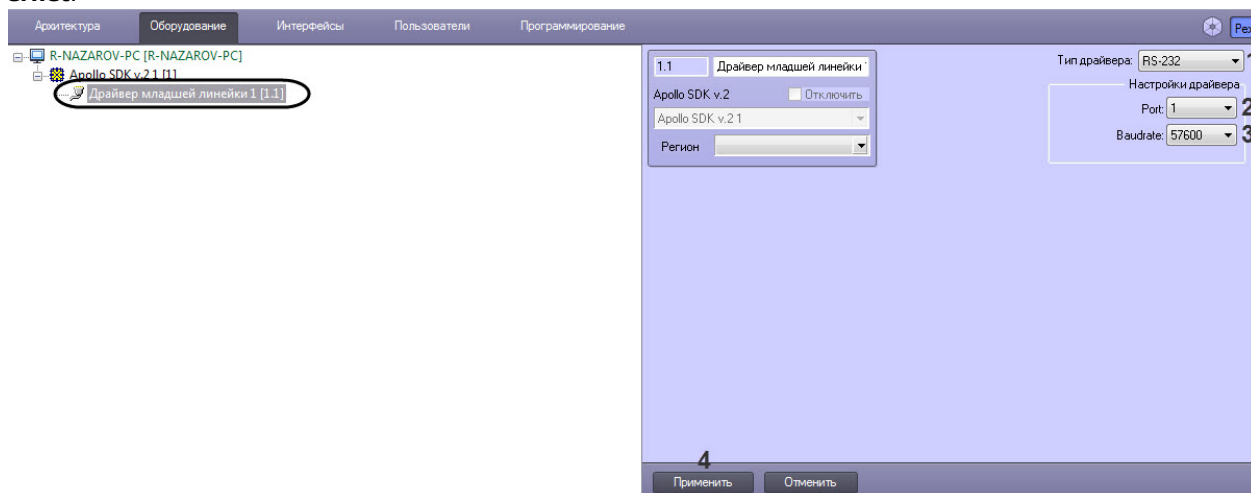 Архитектура Оборудование Интерфейсы Пользователи Программирование
R-NAZAROV-PC [R-NAZAROV-PC]
Apollo SDK v.2 1 [1]
Драйвер младшей линейки 1 [1.1]
1.1 Драйвер младшей линейки
Apollo SDK v.2 Отключить
Apollo SDK v.2 1
Регион
Тип драйвера: RS-232 1
Настройки драйвера
Port: 1 2
Baudrate: 57600 3
4
Применить Отменить